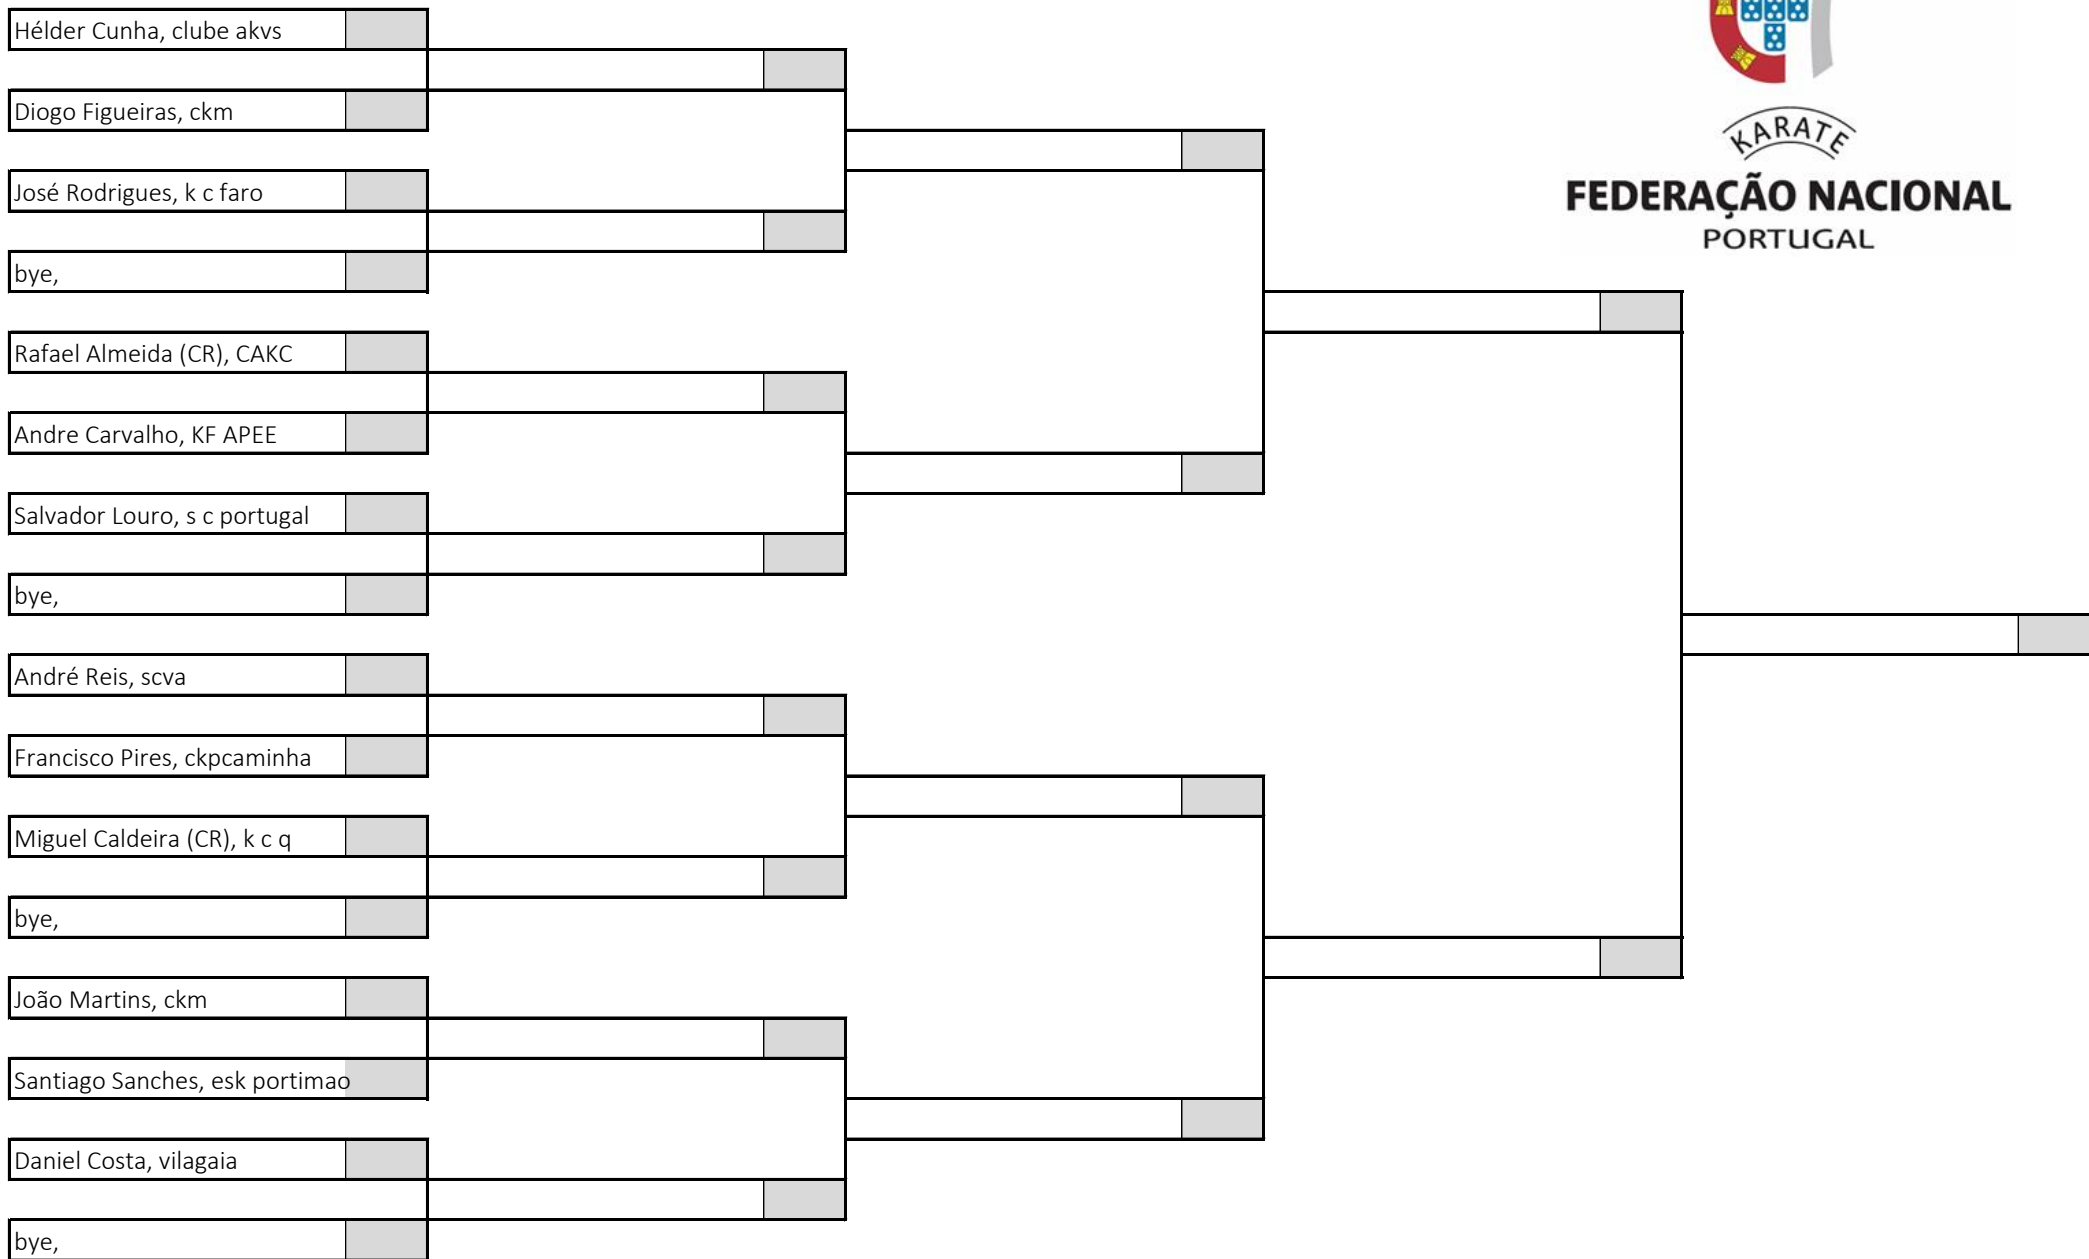 Hélder Cunha, clube akvs
Diogo Figueiras, ckm
José Rodrigues, k c faro
bye,
Rafael Almeida (CR), CAKC
Andre Carvalho, KF APEE
Salvador Louro, s c portugal
bye,
André Reis, scva
Francisco Pires, ckpcaminha
Miguel Caldeira (CR), k c q
bye,
João Martins, ckm
Santiago Sanches, esk portimao
Daniel Costa, vilagaia
bye,
KARATE
FEDERAÇÃO NACIONAL
PORTUGAL